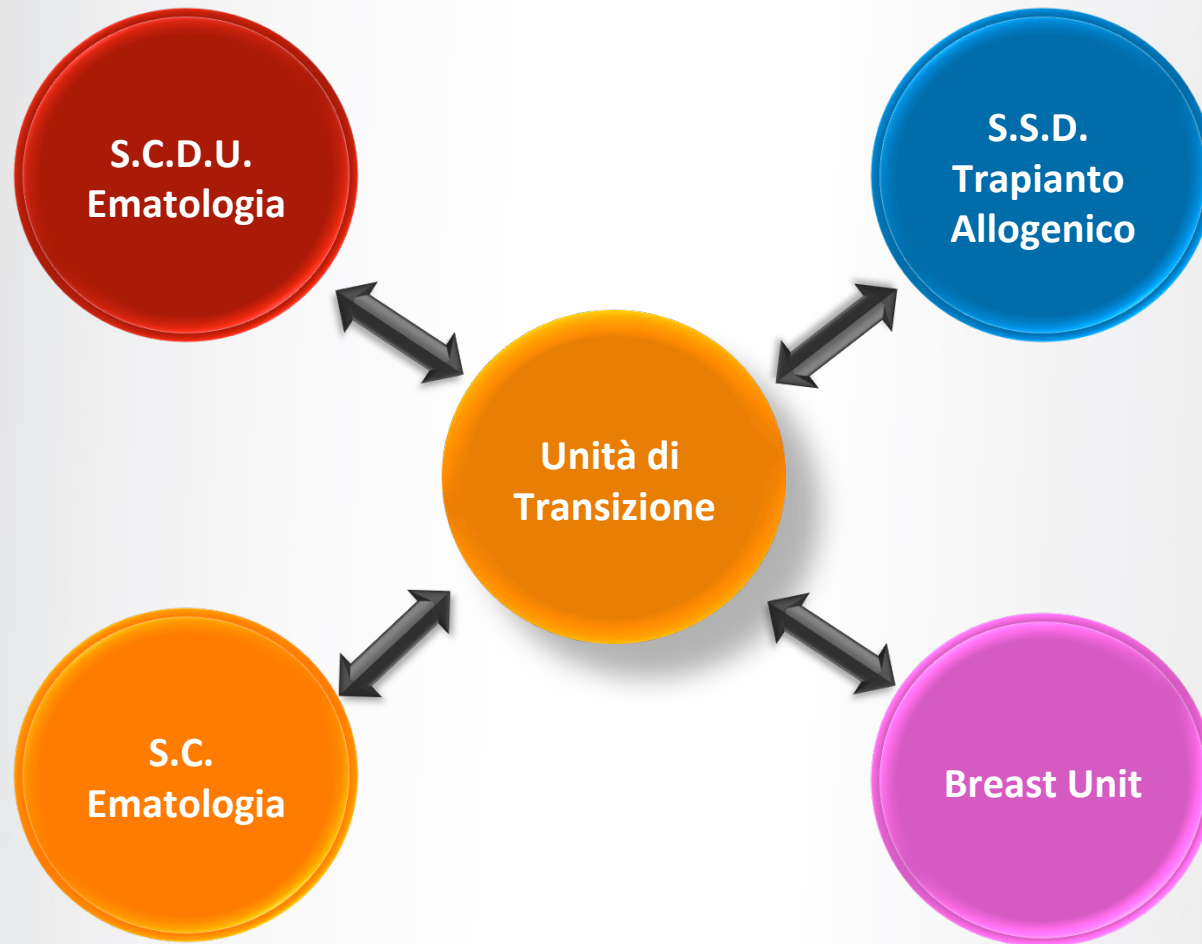 S.C.D.U.
Ematologia
S.S.D.
Trapianto
Allogenico
Unità di
Transizione
S.C.
Ematologia
Breast Unit